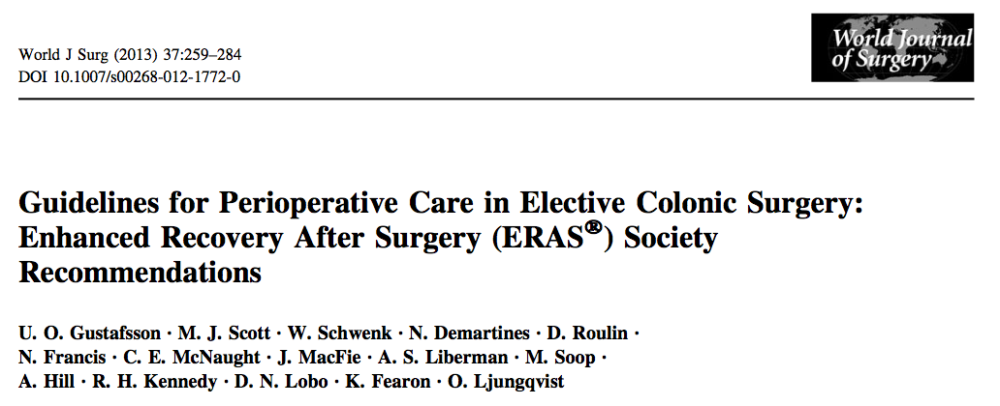 World J Surg (2013) 37:259–284
DOI 10.1007/s00268-012-1772-0
World Journal
of Surgery
Guidelines for Perioperative Care in Elective Colonic Surgery:
Enhanced Recovery After Surgery (ERAS®) Society
Recommendations
U. O. Gustafsson · M. J. Scott · W. Schwenk · N. Demartines · D. Roulin ·
N. Francis · C. E. McNaught · J. MacFie · A. S. Liberman · M. Soop ·
A. Hill · R. H. Kennedy · D. N. Lobo · K. Fearon · O. Ljungqvist